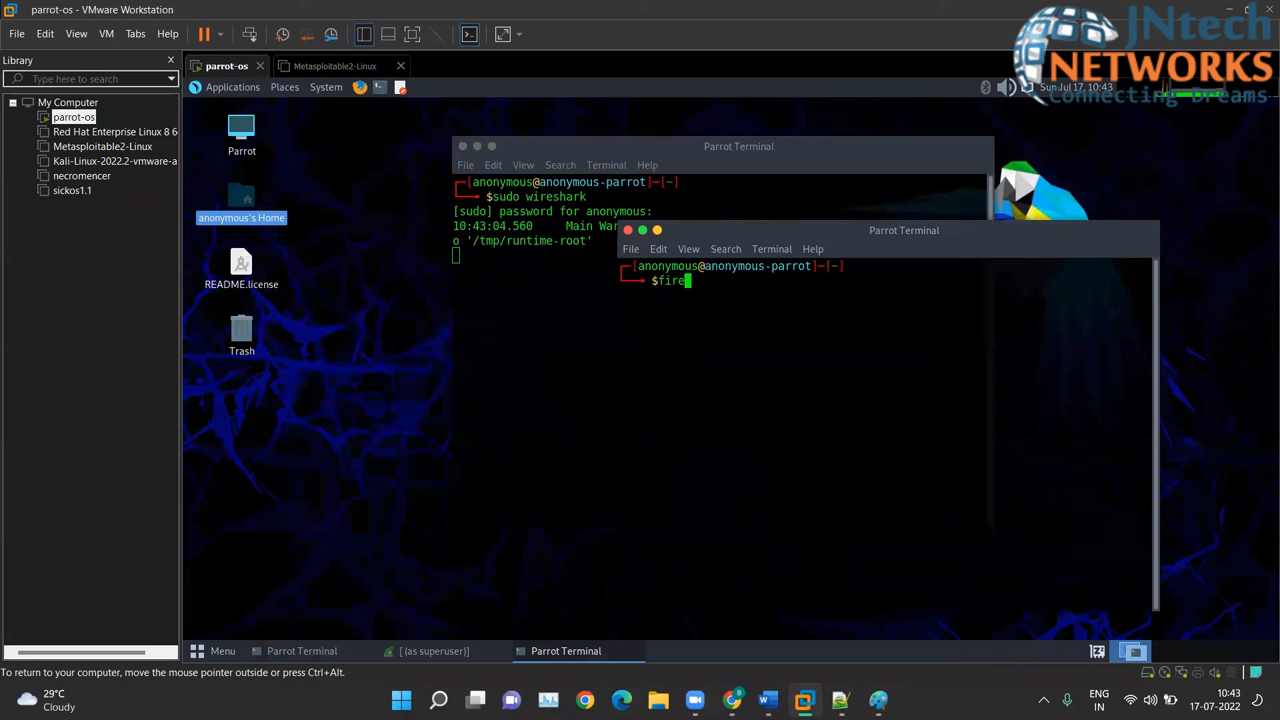 parrot-os - VMware Workstation
File Edit View VM Tabs Help
JNtech
NETWORKS
Connecting Dreams
Library
Type here to search
My Computer
parrot-os
Red Hat Enterprise Linux 8 6
Metasploitable2-Linux
Kali-Linux-2022.2-vmware-a
necromencer
sickos1.1
parrot-os
Metasploitable2-Linux
Applications Places System
Sun Jul 17, 10:43
Parrot
anonymous's Home
README.license
Trash
Parrot Terminal
File Edit View Search Terminal Help
[anonymous@anonymous-parrot]-[~]
$sudo wireshark
[sudo] password for anonymous:
10:43:04.560 Main War
o '/tmp/runtime-root'
Parrot Terminal
File Edit View Search Terminal Help
[anonymous@anonymous-parrot]-[~]
$fire
Menu
Parrot Terminal
[ (as superuser)]
Parrot Terminal
To return to your computer, move the mouse pointer outside or press Ctrl+Alt.
29°C
Cloudy
ENG
IN
10:43
17-07-2022